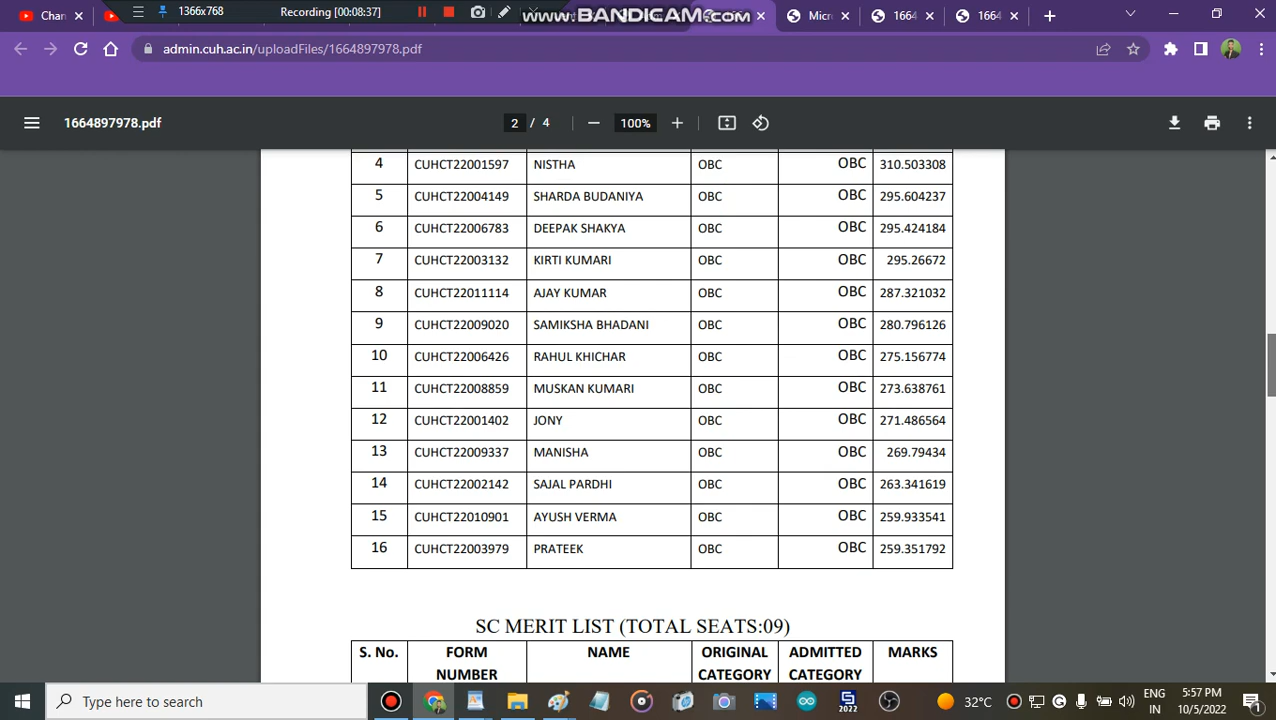 Chan
1366x768
Recording [00:08:37]
www.BANDICAM.com
Micr
1664
1664
admin.cuh.ac.in/uploadFiles/1664897978.pdf
1664897978.pdf
2 / 4
100%
4 CUHCT22001597 NISTHA OBC OBC 310.503308
5 CUHCT22004149 SHARDA BUDANIYA OBC OBC 295.604237
6 CUHCT22006783 DEEPAK SHAKYA OBC OBC 295.424184
7 CUHCT22003132 KIRTI KUMARI OBC OBC 295.26672
8 CUHCT22011114 AJAY KUMAR OBC OBC 287.321032
9 CUHCT22009020 SAMIKSHA BHADANI OBC OBC 280.796126
10 CUHCT22006426 RAHUL KHICHAR OBC OBC 275.156774
11 CUHCT22008859 MUSKAN KUMARI OBC OBC 273.638761
12 CUHCT22001402 JONY OBC OBC 271.486564
13 CUHCT22009337 MANISHA OBC OBC 269.79434
14 CUHCT22002142 SAJAL PARDHI OBC OBC 263.341619
15 CUHCT22010901 AYUSH VERMA OBC OBC 259.933541
16 CUHCT22003979 PRATEEK OBC OBC 259.351792
SC MERIT LIST (TOTAL SEATS:09)
S. No. FORM NAME ORIGINAL ADMITTED MARKS
NUMBER CATEGORY CATEGORY
Type here to search
32°C
ENG
IN
5:57 PM
10/5/2022